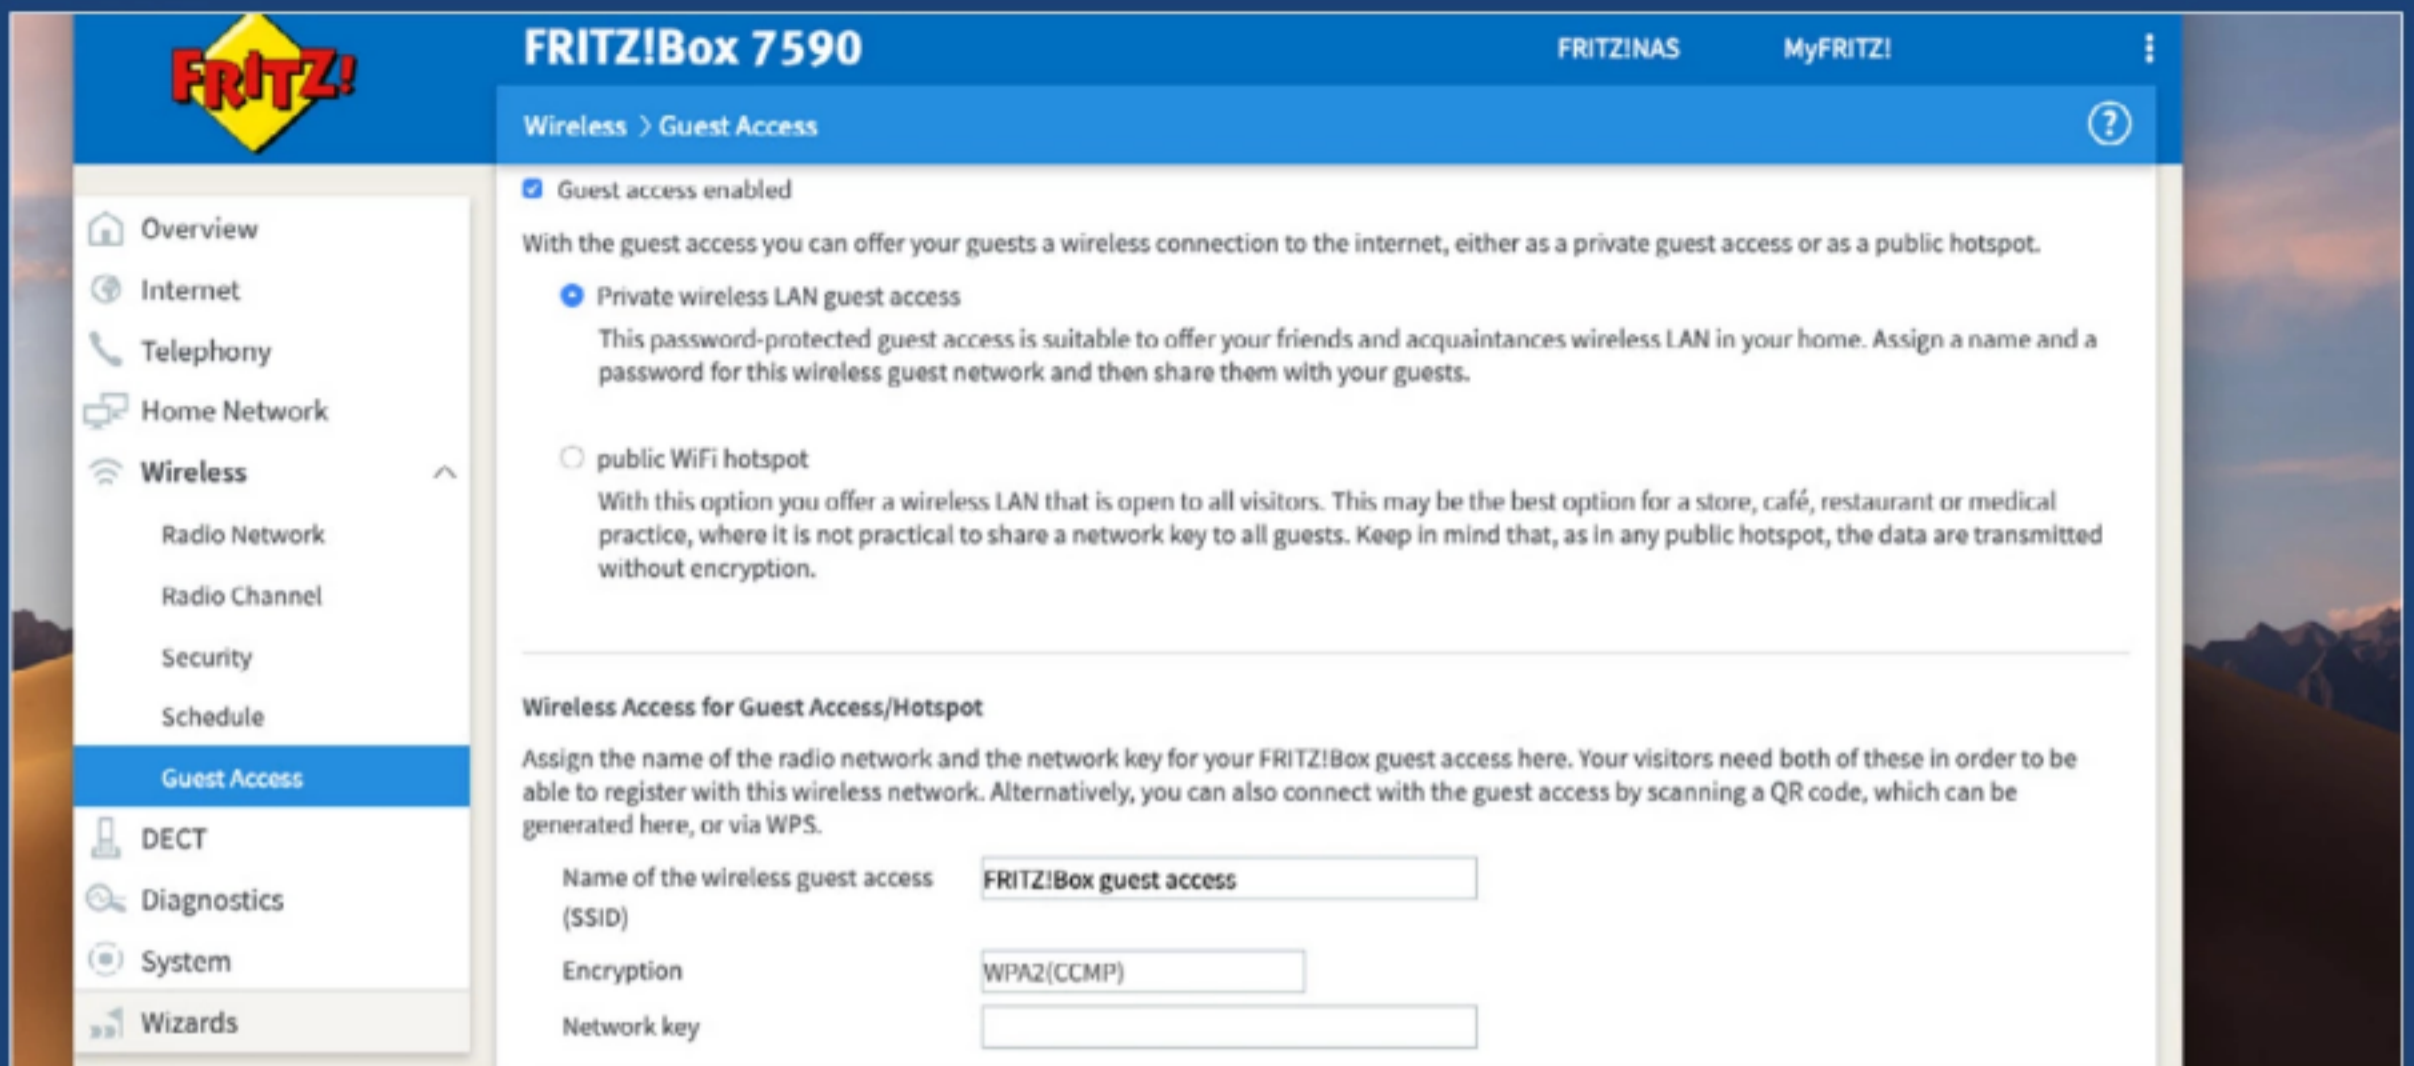 FRITZ!
FRITZ!Box 7590
FRITZ!NAS
MyFRITZ!
Wireless > Guest Access
?
Overview
Internet
Telephony
Home Network
Wireless
Radio Network
Radio Channel
Security
Schedule
Guest Access
DECT
Diagnostics
System
Wizards
Guest access enabled
With the guest access you can offer your guests a wireless connection to the internet, either as a private guest access or as a public hotspot.
Private wireless LAN guest access
This password-protected guest access is suitable to offer your friends and acquaintances wireless LAN in your home. Assign a name and a
password for this wireless guest network and then share them with your guests.
public WiFi hotspot
With this option you offer a wireless LAN that is open to all visitors. This may be the best option for a store, café, restaurant or medical
practice, where it is not practical to share a network key to all guests. Keep in mind that, as in any public hotspot, the data are transmitted
without encryption.
Wireless Access for Guest Access/Hotspot
Assign the name of the radio network and the network key for your FRITZ!Box guest access here. Your visitors need both of these in order to be
able to register with this wireless network. Alternatively, you can also connect with the guest access by scanning a QR code, which can be
generated here, or via WPS.
Name of the wireless guest access
(SSID)
FRITZ!Box guest access
Encryption
WPA2(CCMP)
Network key